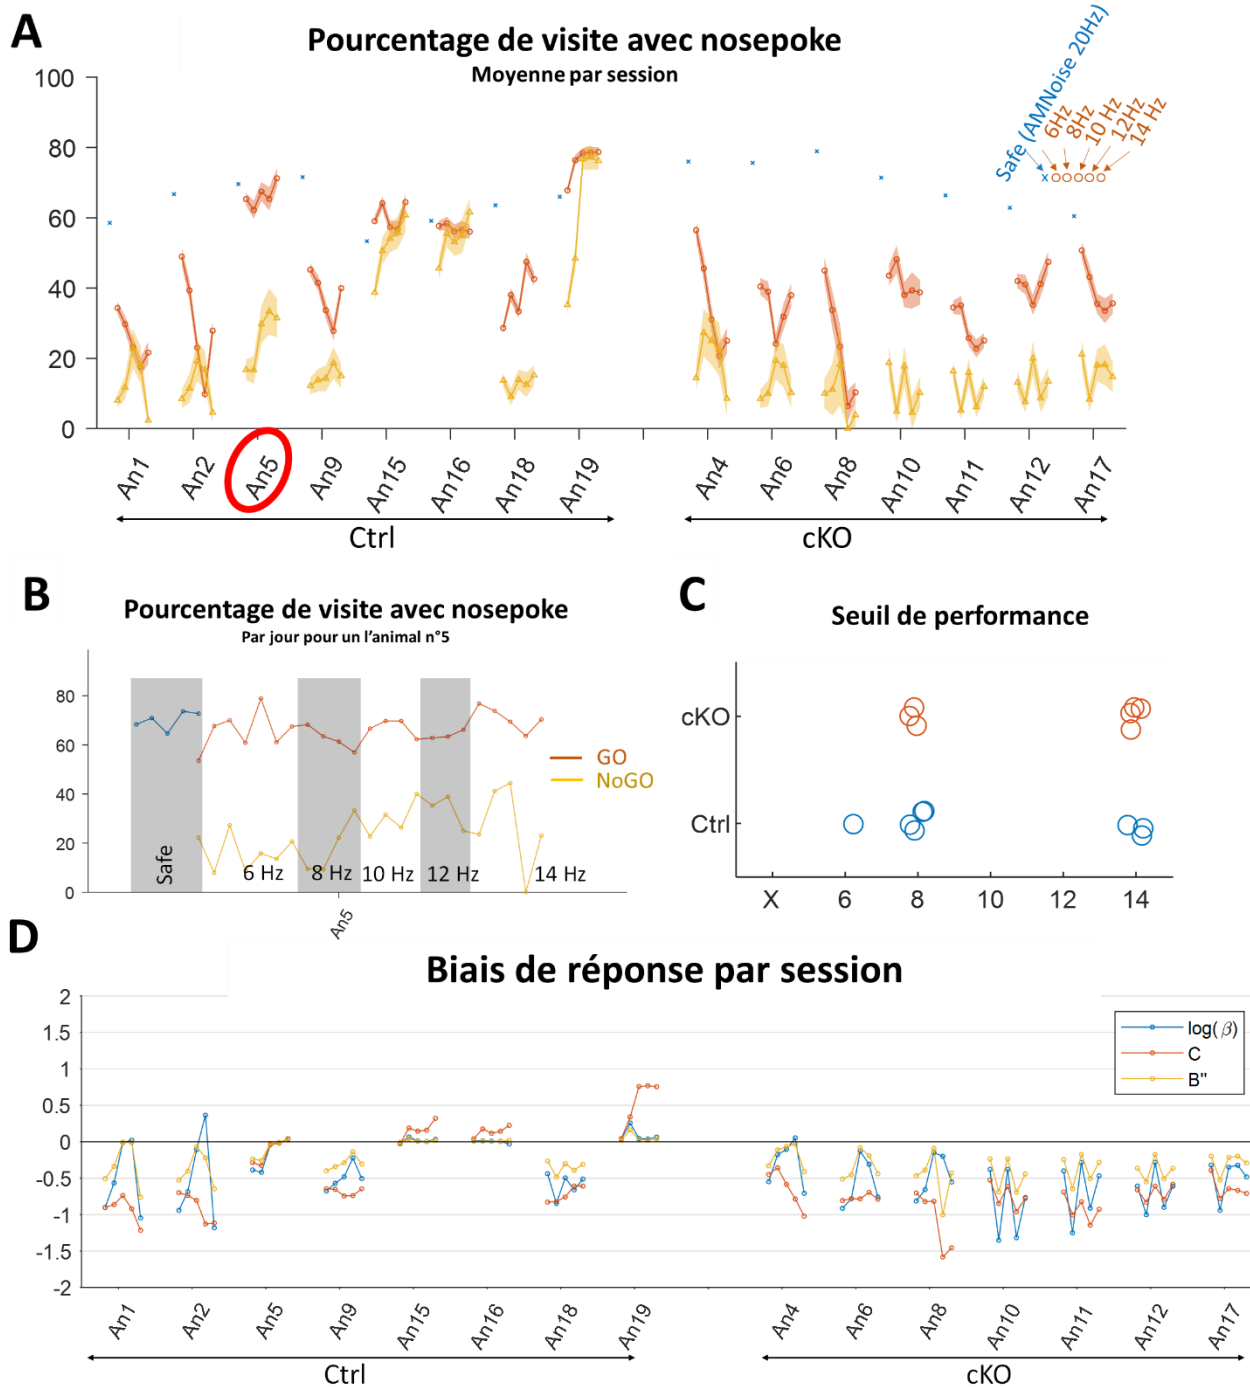 A
Pourcentage de visite avec nosepoke
Moyenne par session
Safe (AMNoise 20Hz)
6Hz
8Hz
10 Hz
12Hz
14 Hz
x
100
80
60
40
20
0
An1
An2
An5
An9
An15
An16
An18
An19
An4
An6
An8
An10
An11
An12
An17
Ctrl
cKO
B
Pourcentage de visite avec nosepoke
Par jour pour un l'animal n°5
80
60
40
20
0
Safe
6 Hz
8 Hz
10 Hz
12 Hz
14 Hz
GO
NoGO
An5
C
Seuil de performance
cKO
Ctrl
X
6
8
10
12
14
D
Biais de réponse par session
2
1.5
1
0.5
0
-0.5
-1
-1.5
-2
log(β)
C
B"
An1
An2
An5
An9
An15
An16
An18
An19
An4
An6
An8
An10
An11
An12
An17
Ctrl
cKO